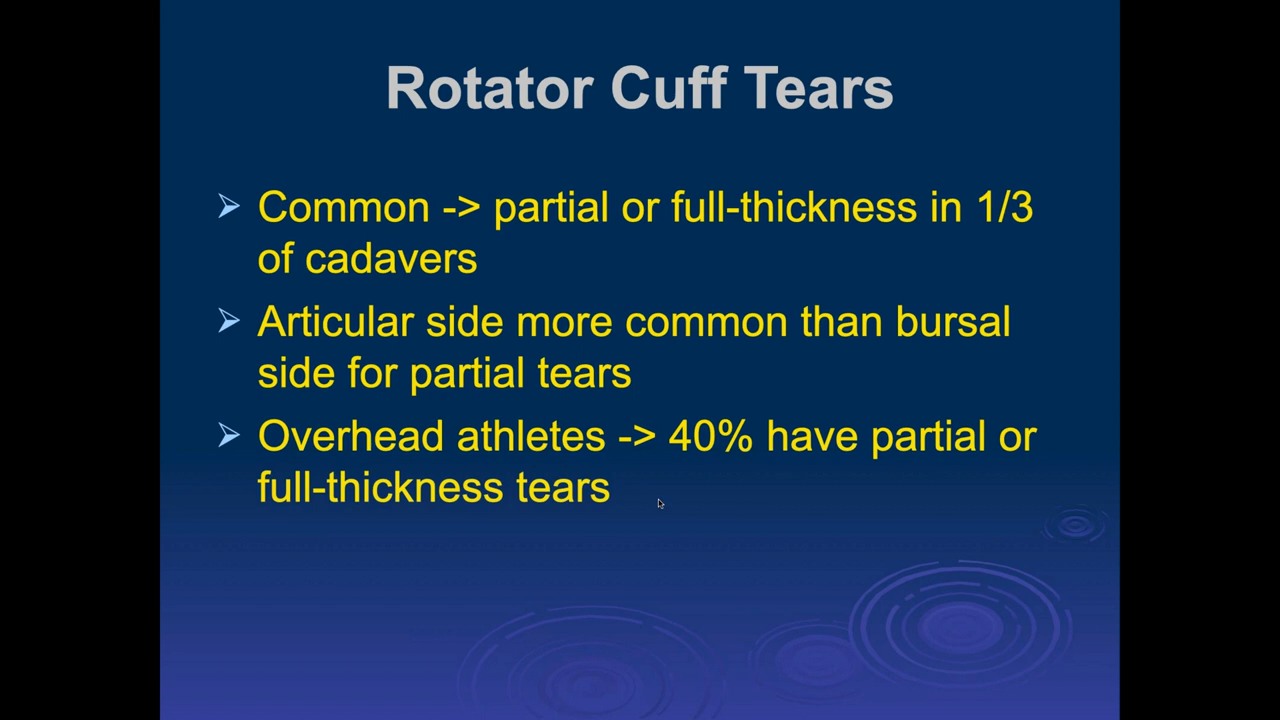 Rotator Cuff Tears
Common -> partial or full-thickness in 1/3
of cadavers
Articular side more common than bursal
side for partial tears
Overhead athletes -> 40% have partial or
full-thickness tears